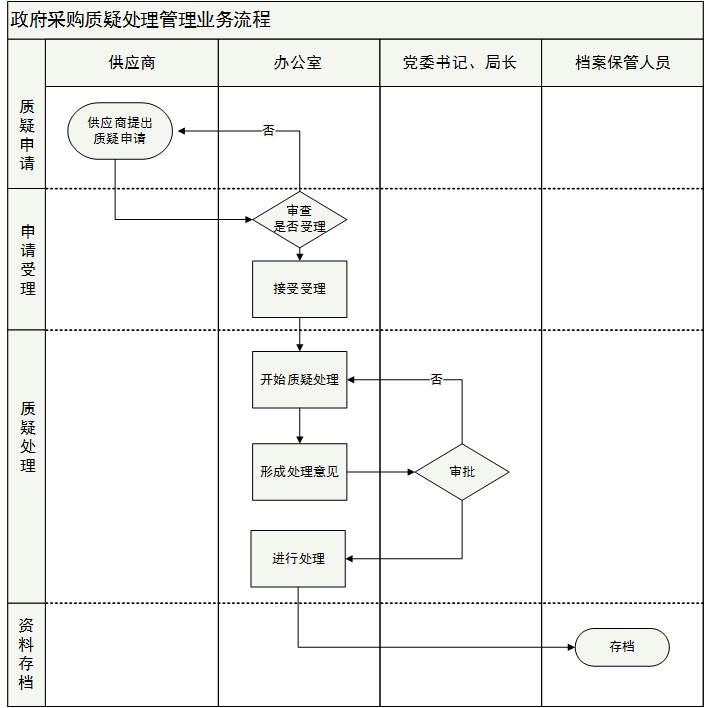 政府采购质疑处理管理业务流程
供应商
办公室
党委书记、局长
档案保管人员
质疑申请
供应商提出
质疑申请
否
申请受理
审查
是否受理
接受受理
质疑处理
开始质疑处理
否
形成处理意见
审批
进行处理
资料存档
存档